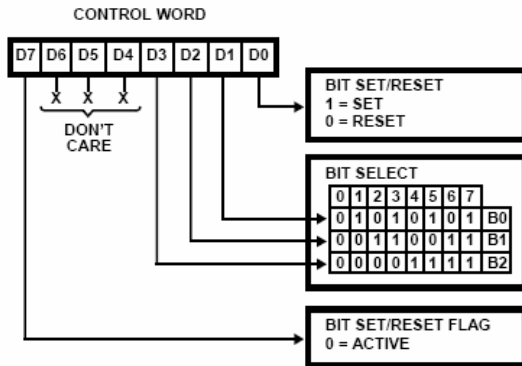 CONTROL WORD
D7 D6 D5 D4 D3 D2 D1 D0
X X X
DON'T
CARE
BIT SET/RESET
1 = SET
0 = RESET
BIT SELECT
0 1 2 3 4 5 6 7
0 1 0 1 0 1 0 1 B0
0 0 1 1 0 0 1 1 B1
0 0 0 0 1 1 1 1 B2
BIT SET/RESET FLAG
0 = ACTIVE